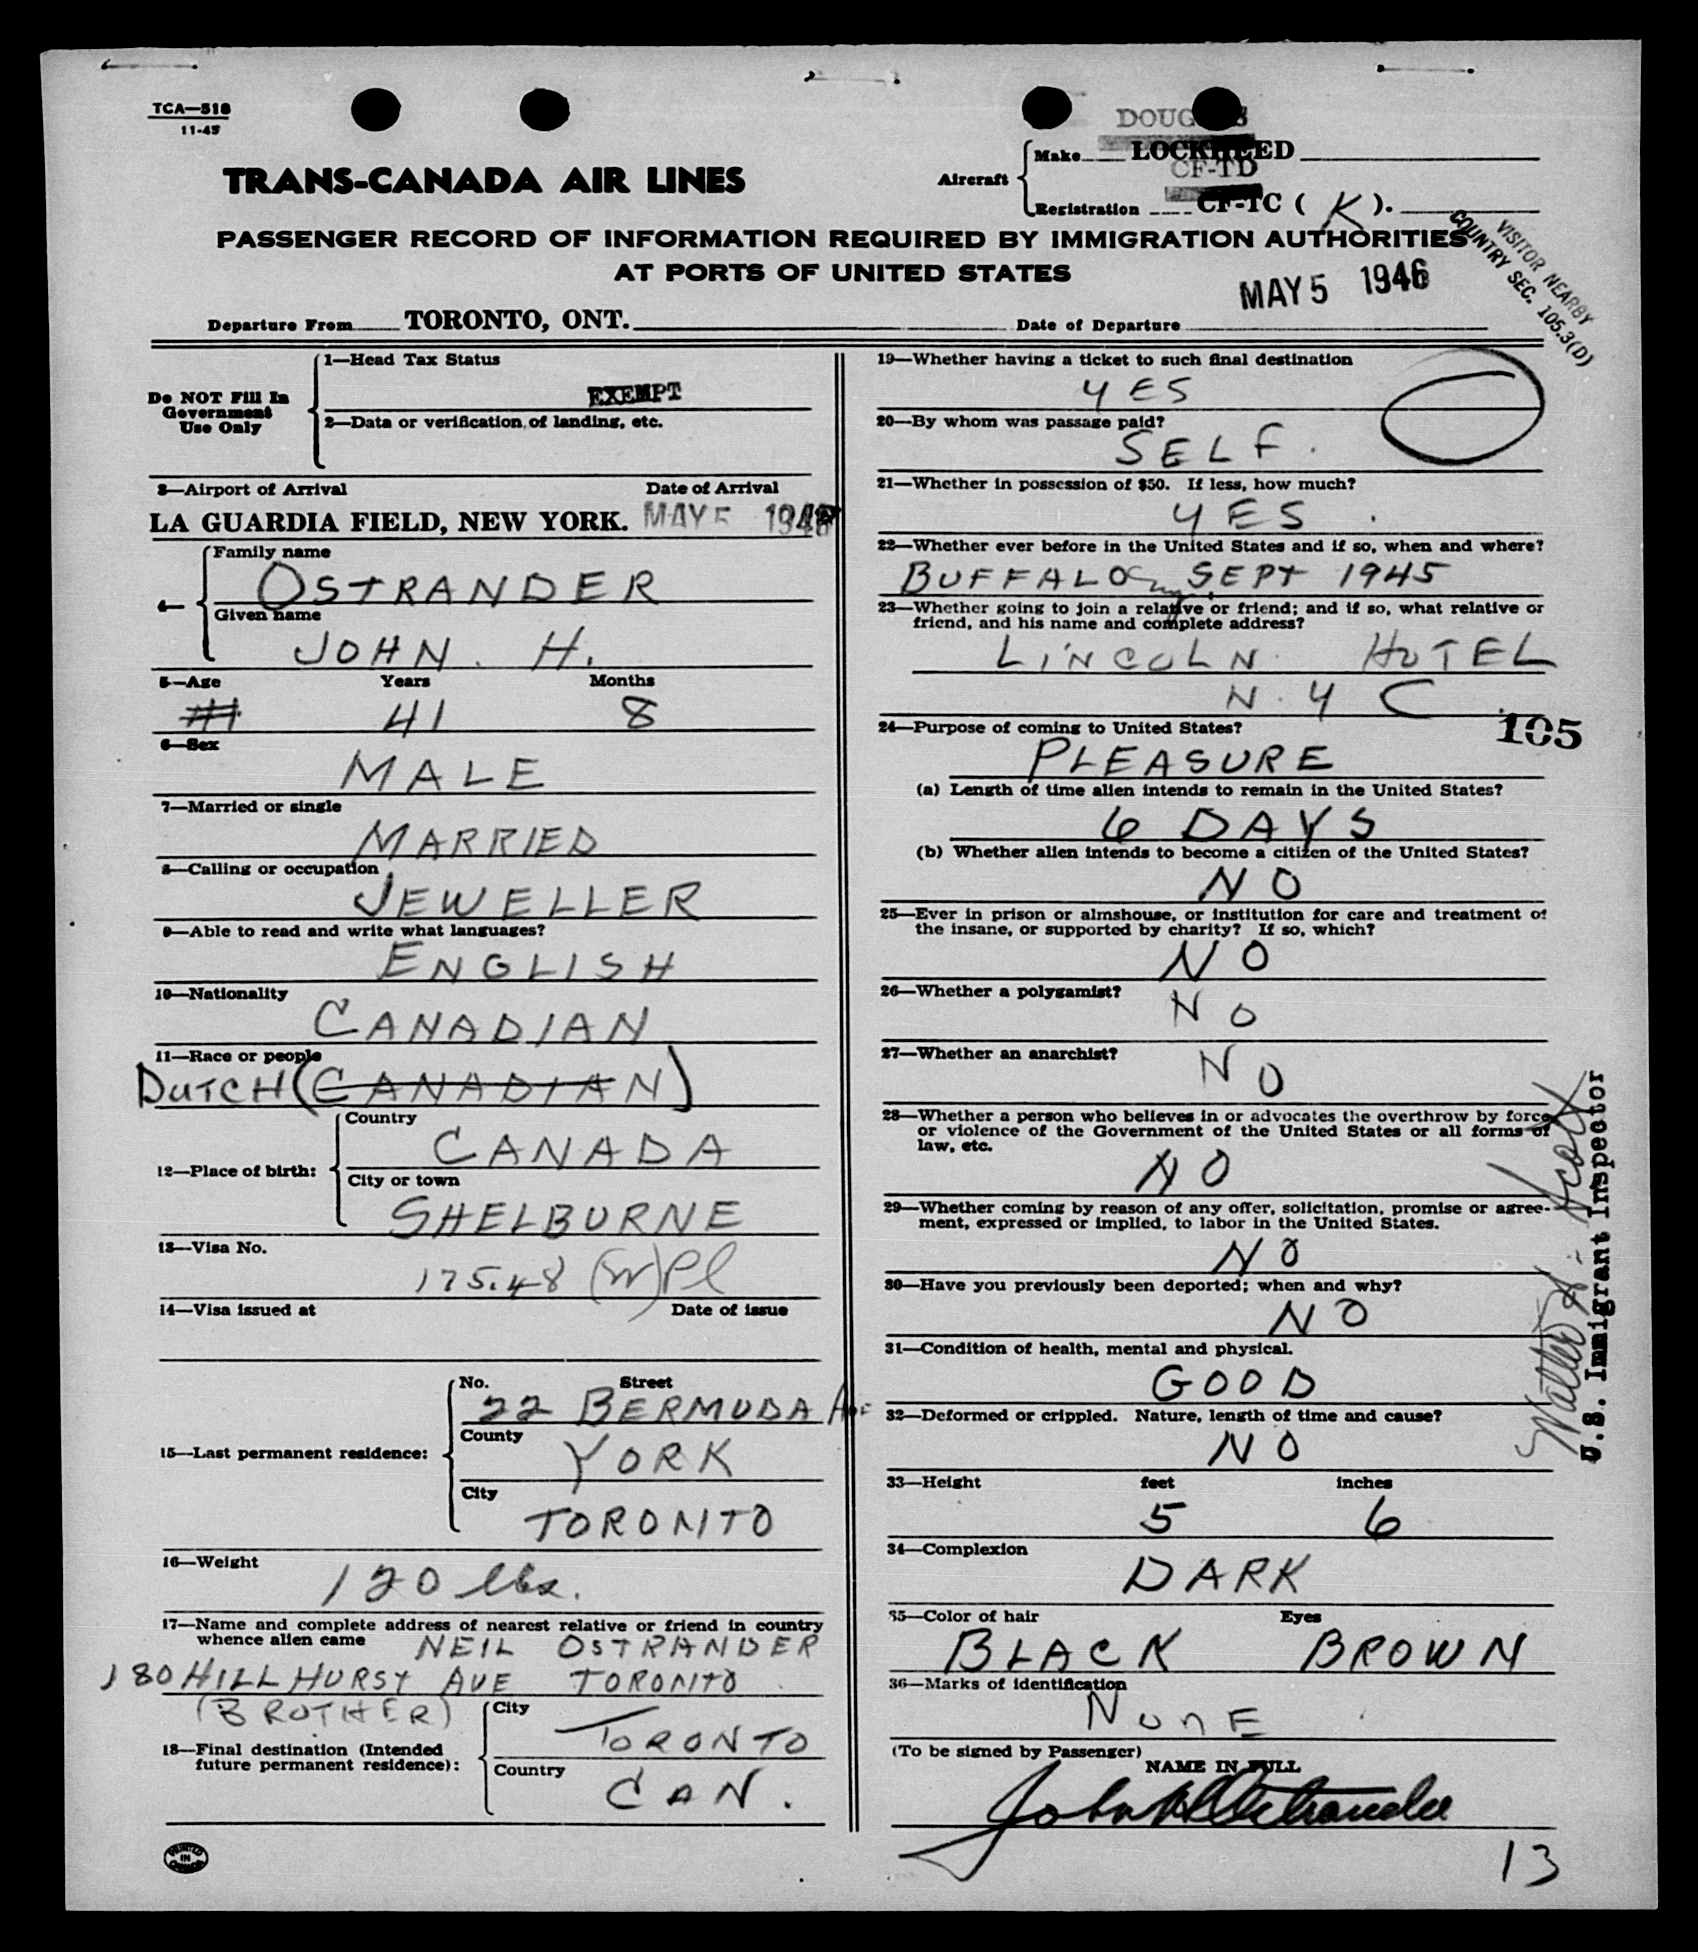 TCA—518
11-45
DOUG S
Make LOCKHEED
CF-TD
TRANS-CANADA AIR LINES
Aircraft
Registration CF-TC ( K ).
PASSENGER RECORD OF INFORMATION REQUIRED BY IMMIGRATION AUTHORITIES
AT PORTS OF UNITED STATES
VISITOR NEARBY
COUNTRY SEC. 105.3(D)
MAY 5 1946
Departure From TORONTO, ONT. Date of Departure
Do NOT Fill In
Government
Use Only
1—Head Tax Status
EXEMPT
2—Data or verification of landing, etc.
3—Airport of Arrival Date of Arrival
LA GUARDIA FIELD, NEW YORK. MAY 5 1946
4—
Family name
OSTRANDER
Given name
JOHN. H.
5—Age Years Months
41 41 8
6—Sex
MALE
7—Married or single
MARRIED
8—Calling or occupation
JEWELLER
9—Able to read and write what languages?
ENGLISH
10—Nationality
CANADIAN
11—Race or people
DUTCH (CANADIAN)
12—Place of birth:
Country
CANADA
City or town
SHELBURNE
13—Visa No.
175.48 (W) Pl
14—Visa issued at Date of issue
15—Last permanent residence:
No. Street
22 BERMUDA AVE
County
YORK
City
TORONTO
16—Weight
120 lbs.
17—Name and complete address of nearest relative or friend in country
whence alien came NEIL OSTRANDER
180 HILLHURST AVE TORONTO
(BROTHER)
18—Final destination (Intended
future permanent residence):
City
TORONTO
Country
CAN.
PRINTED
IN
CANADA
19—Whether having a ticket to such final destination
YES
20—By whom was passage paid?
SELF.
21—Whether in possession of $50. If less, how much?
YES.
22—Whether ever before in the United States and if so, when and where?
BUFFALO SEPT 1945
23—Whether going to join a relative or friend; and if so, what relative or
friend, and his name and complete address?
LINCOLN HOTEL
N. Y C.
105
24—Purpose of coming to United States?
PLEASURE
(a) Length of time alien intends to remain in the United States?
6 DAYS
(b) Whether alien intends to become a citizen of the United States?
NO
25—Ever in prison or almshouse, or institution for care and treatment of
the insane, or supported by charity? If so, which?
NO
26—Whether a polygamist?
NO
27—Whether an anarchist?
NO
28—Whether a person who believes in or advocates the overthrow by force
or violence of the Government of the United States or all forms of
law, etc.
NO
29—Whether coming by reason of any offer, solicitation, promise or agree-
ment, expressed or implied, to labor in the United States.
NO
30—Have you previously been deported; when and why?
NO
31—Condition of health, mental and physical.
GOOD
32—Deformed or crippled. Nature, length of time and cause?
NO
33—Height feet inches
5 6
34—Complexion
DARK
35—Color of hair Eyes
BLACK BROWN
36—Marks of identification
NONE
(To be signed by Passenger)
NAME IN FULL
John H Ostrander
13
Walter A. Scott
U.S. Immigrant Inspector